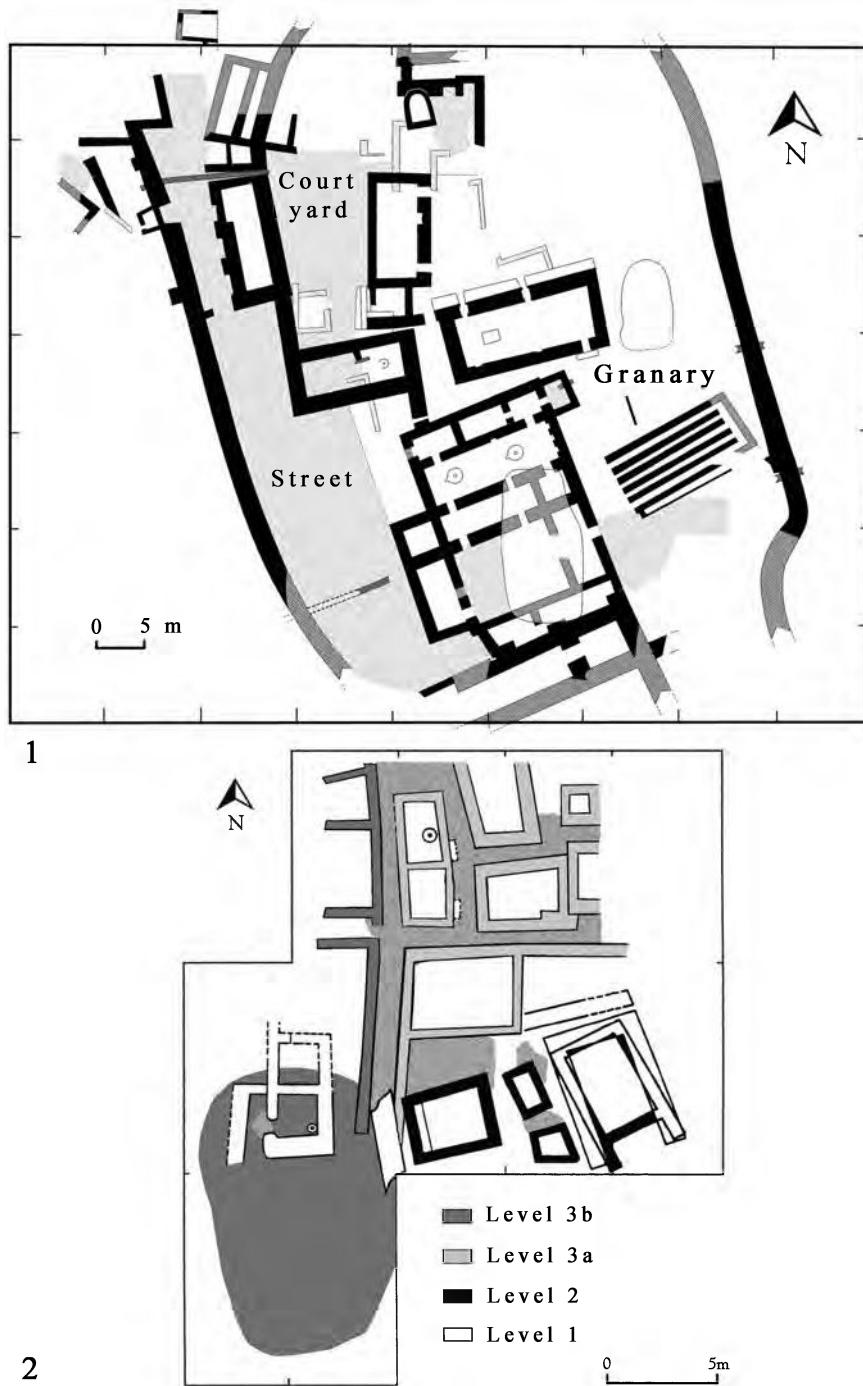 N
Court
yard
Granary
Street
0 5 m
1
N
Level 3b
Level 3a
Level 2
Level 1
0 5m
2